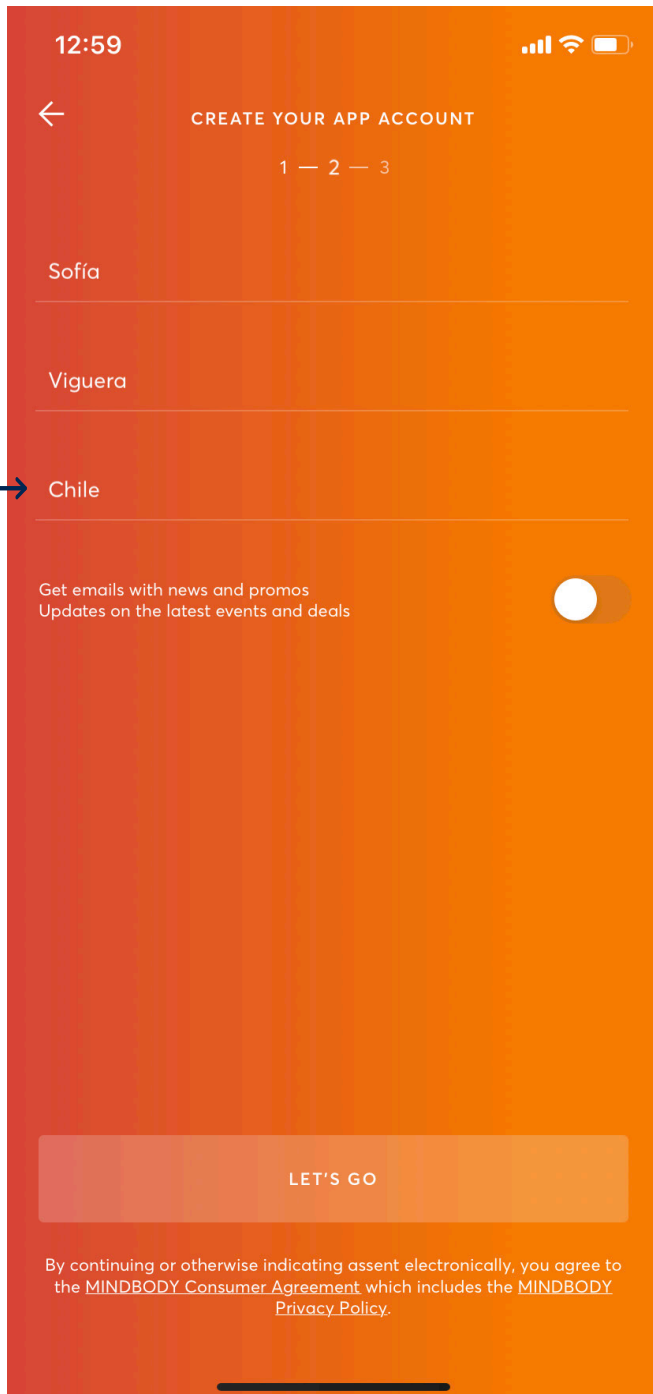 12:59
CREATE YOUR APP ACCOUNT
1 — 2 — 3
Sofía
Viguera
Chile
Get emails with news and promos
Updates on the latest events and deals
LET'S GO
By continuing or otherwise indicating assent electronically, you agree to
the MINDBODY Consumer Agreement which includes the MINDBODY
Privacy Policy.